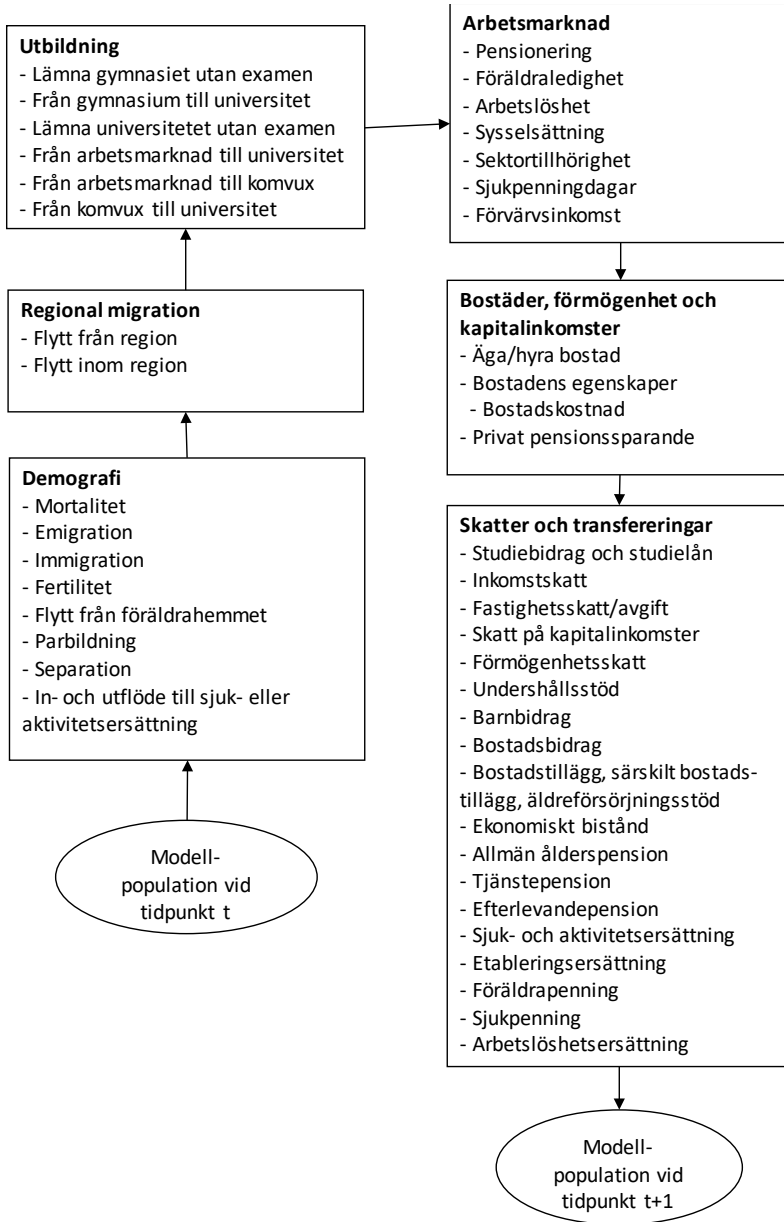 Utbildning
- Lämna gymnasiet utan examen
- Från gymnasium till universitet
- Lämna universitetet utan examen
- Från arbetsmarknad till universitet
- Från arbetsmarknad till komvux
- Från komvux till universitet
Regional migration
- Flytt från region
- Flytt inom region
Demografi
- Mortalitet
- Emigration
- Immigration
- Fertilitet
- Flytt från föräldrahemmet
- Parbildning
- Separation
- In- och utflöde till sjuk- eller
aktivitetsersättning
Modell-
population vid
tidpunkt t
Arbetsmarknad
- Pensionering
- Föräldraledighet
- Arbetslöshet
- Sysselsättning
- Sektortillhörighet
- Sjukpenningdagar
- Förvärvsinkomst
Bostäder, förmögenhet och
kapitalinkomster
- Äga/hyra bostad
- Bostadens egenskaper
- Bostadskostnad
- Privat pensionssparande
Skatter och transfereringar
- Studiebidrag och studielån
- Inkomstskatt
- Fastighetsskatt/avgift
- Skatt på kapitalinkomster
- Förmögenhetsskatt
- Undershållsstöd
- Barnbidrag
- Bostadsbidrag
- Bostadstillägg, särskilt bostads-
tillägg, äldreförsörjningsstöd
- Ekonomiskt bistånd
- Allmän ålderspension
- Tjänstepension
- Efterlevandepension
- Sjuk- och aktivitetsersättning
- Etableringsersättning
- Föräldrapenning
- Sjukpenning
- Arbetslöshetsersättning
Modell-
population vid
tidpunkt t+1